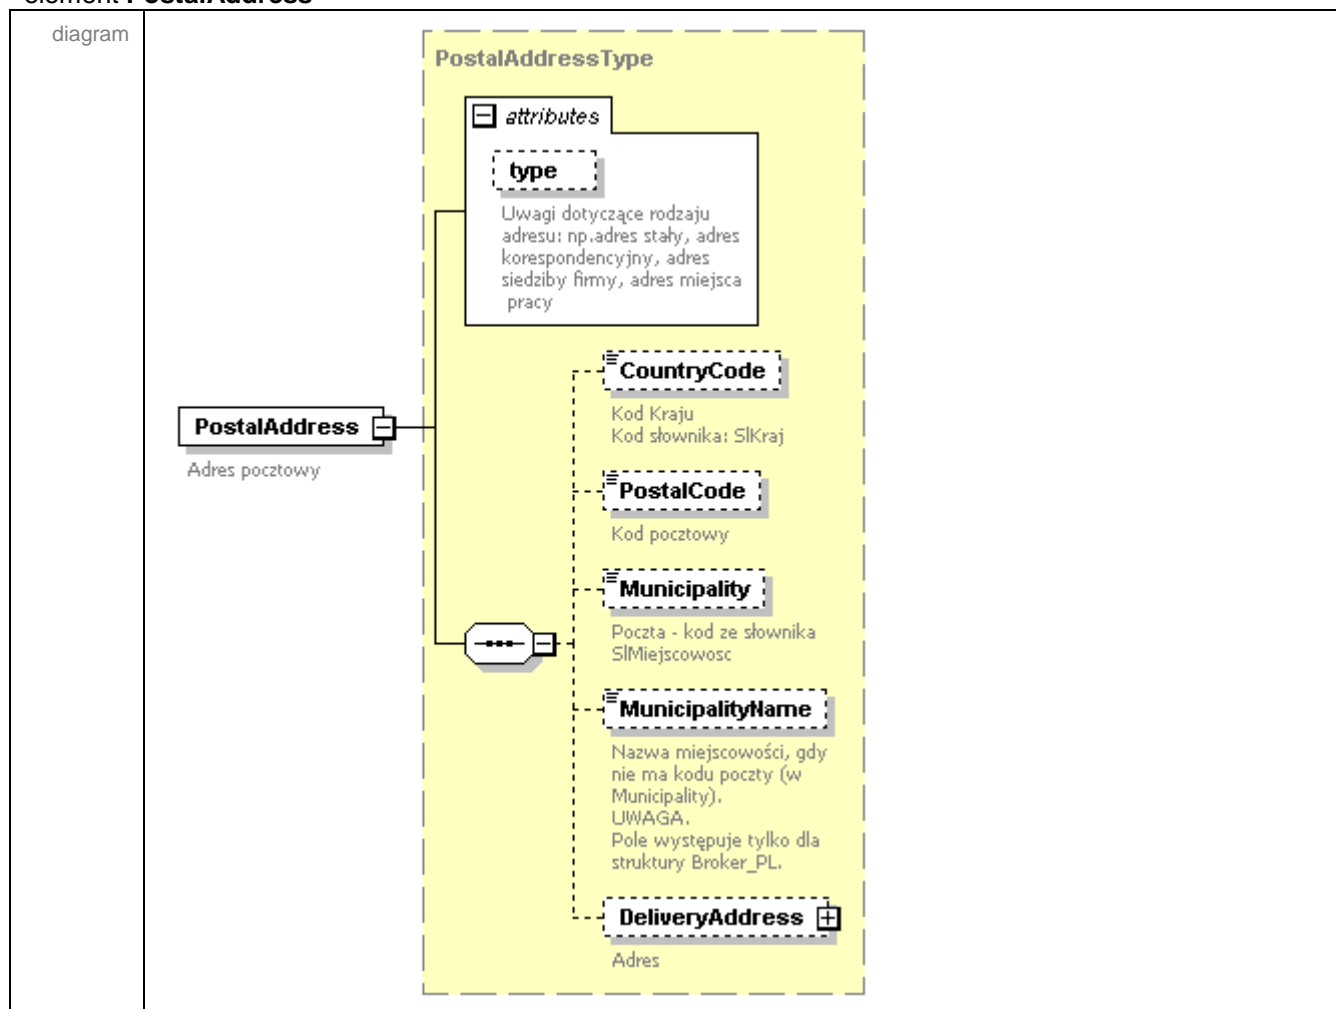 element PostalAddress
diagram
PostalAddressType
attributes
type
Uwagi dotyczące rodzaju
adresu: np.adres stały, adres
korespondencyjny, adres
siedziby firmy, adres miejsca
pracy
CountryCode
Kod Kraju
Kod słownika: SlKraj
PostalAddress
Adres pocztowy
PostalCode
Kod pocztowy
Municipality
Poczta - kod ze słownika
SlMiejscowosc
MunicipalityName
Nazwa miejscowości, gdy
nie ma kodu poczty (w
Municipality).
UWAGA.
Pole występuje tylko dla
struktury Broker_PL.
DeliveryAddress
Adres